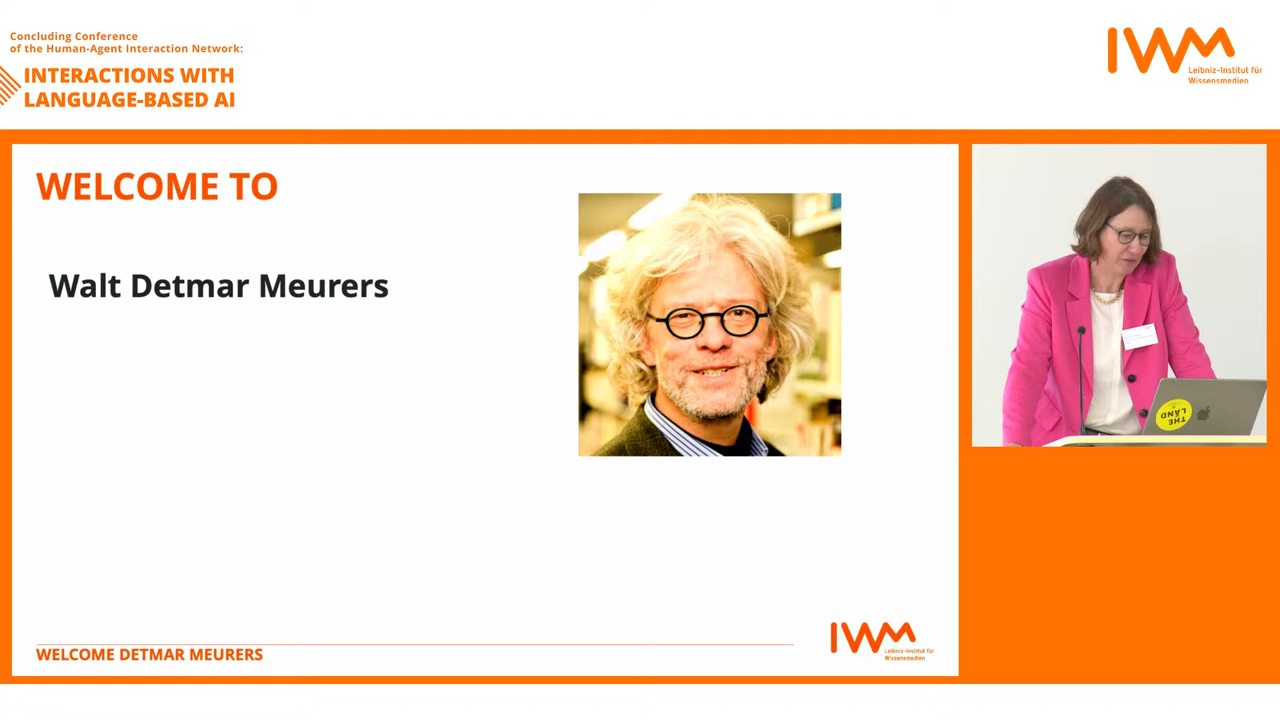 Concluding Conference
of the Human-Agent Interaction Network:
INTERACTIONS WITH
LANGUAGE-BASED AI
IWM
Leibniz-Institut für
Wissensmedien
WELCOME TO
Walt Detmar Meurers
THE
LÄND
WELCOME DETMAR MEURERS
IWM
Leibniz-Institut für
Wissensmedien